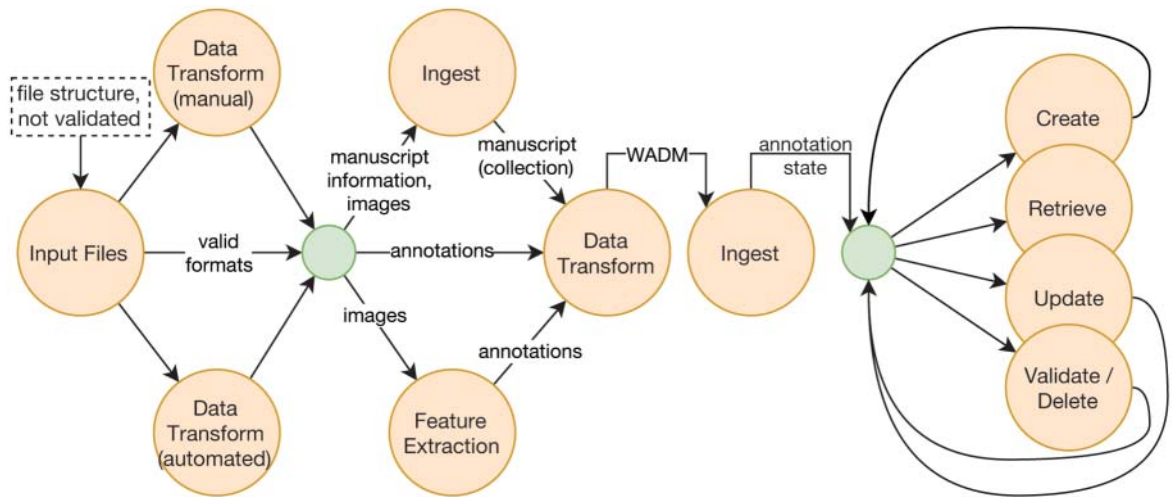 file structure,
not validated
Input Files
Data
Transform
(manual)
valid
formats
Data
Transform
(automated)
Ingest
manuscript
information,
images
annotations
images
Feature
Extraction
manuscript
(collection)
annotations
Data
Transform
WADM
Ingest
annotation
state
Create
Retrieve
Update
Validate /
Delete